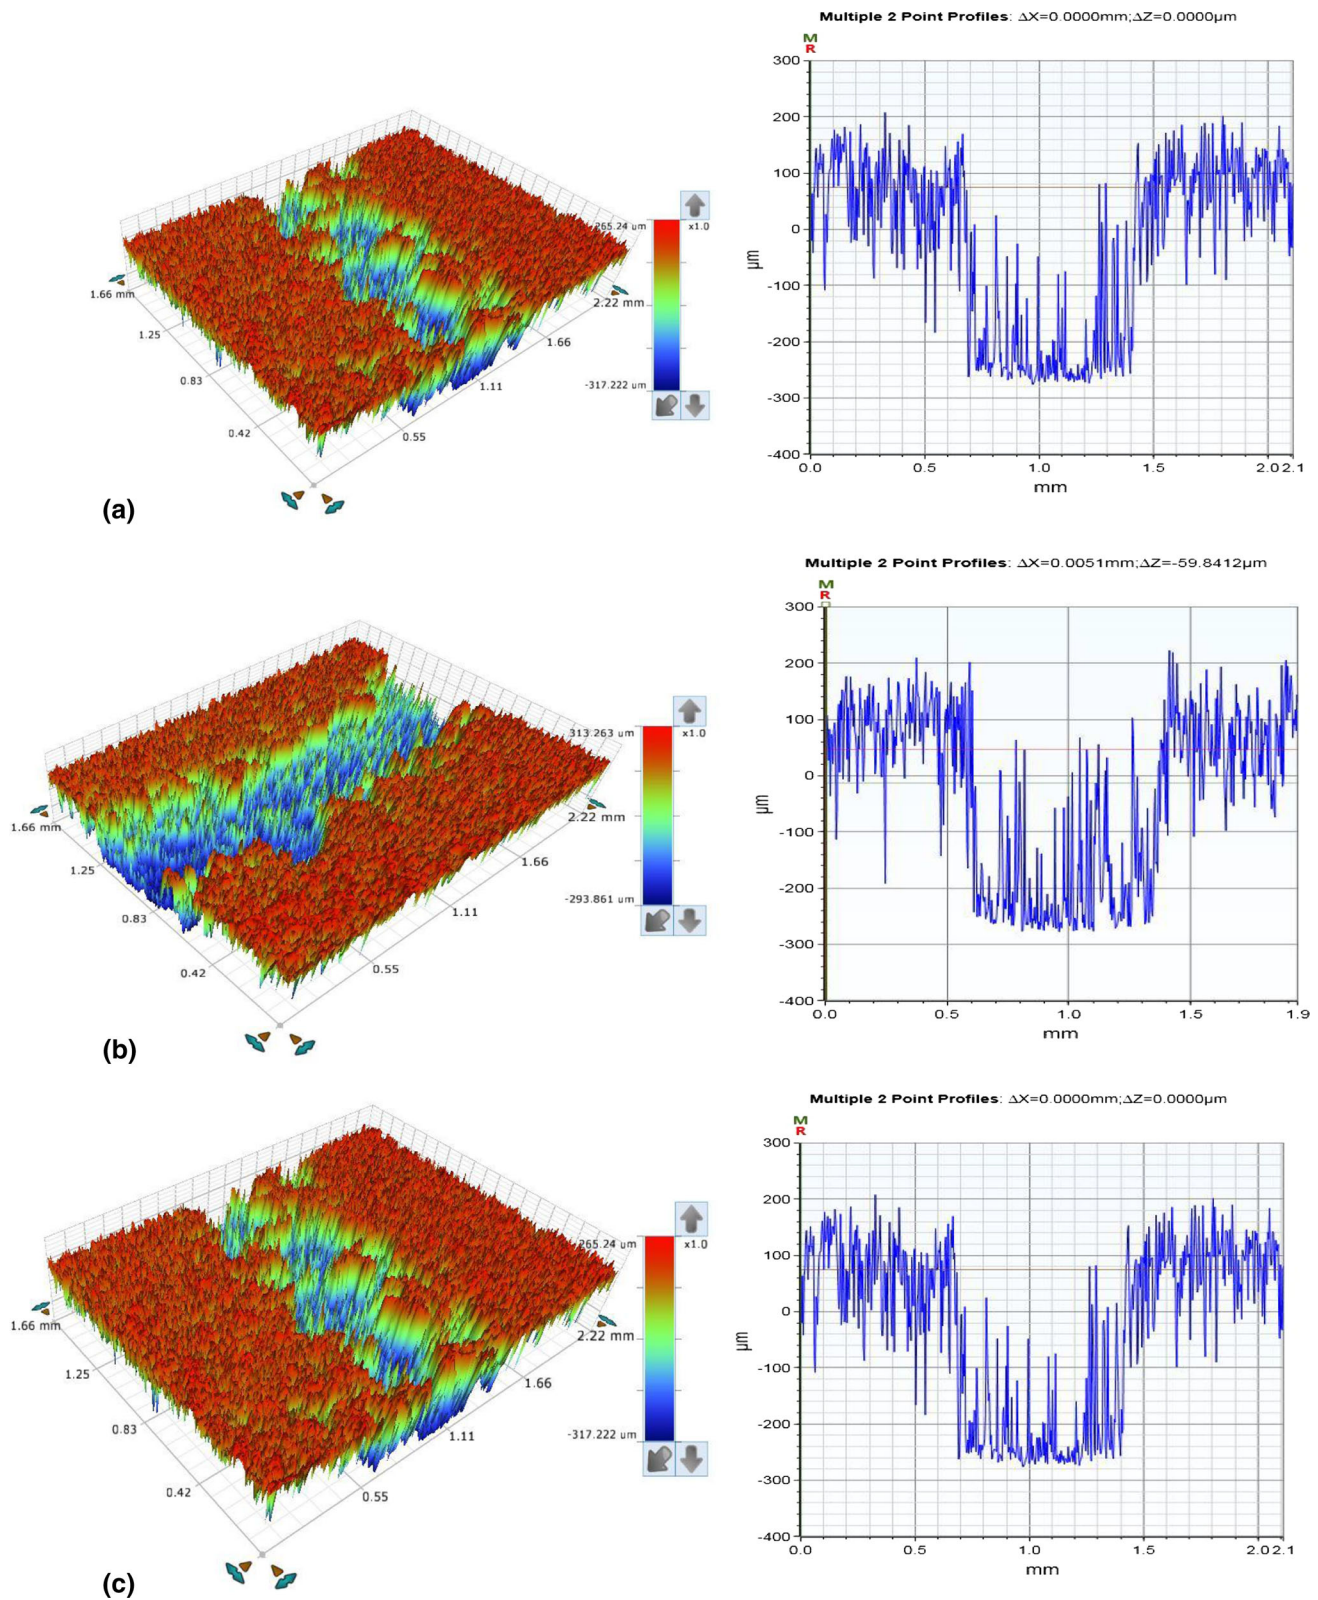 Multiple 2 Point Profiles: ΔX=0.0000mm;ΔZ=0.0000µm
M
R
300
200
100
0
-100
-200
-300
-400
µm
0.0 0.5 1.0 1.5 2.0 2.1
mm
265.24 um
x1.0
-317.222 um
1.66 mm
1.25
0.83
0.42
2.22 mm
1.66
1.11
0.55
(a)
Multiple 2 Point Profiles: ΔX=0.0051mm;ΔZ=-59.8412µm
M
R
300
200
100
0
-100
-200
-300
-400
µm
0.0 0.5 1.0 1.5 1.9
mm
313.263 um
x1.0
-293.861 um
1.66 mm
1.25
0.83
0.42
2.22 mm
1.66
1.11
0.55
(b)
Multiple 2 Point Profiles: ΔX=0.0000mm;ΔZ=0.0000µm
M
R
300
200
100
0
-100
-200
-300
-400
µm
0.0 0.5 1.0 1.5 2.0 2.1
mm
265.24 um
x1.0
-317.222 um
1.66 mm
1.25
0.83
0.42
2.22 mm
1.66
1.11
0.55
(c)